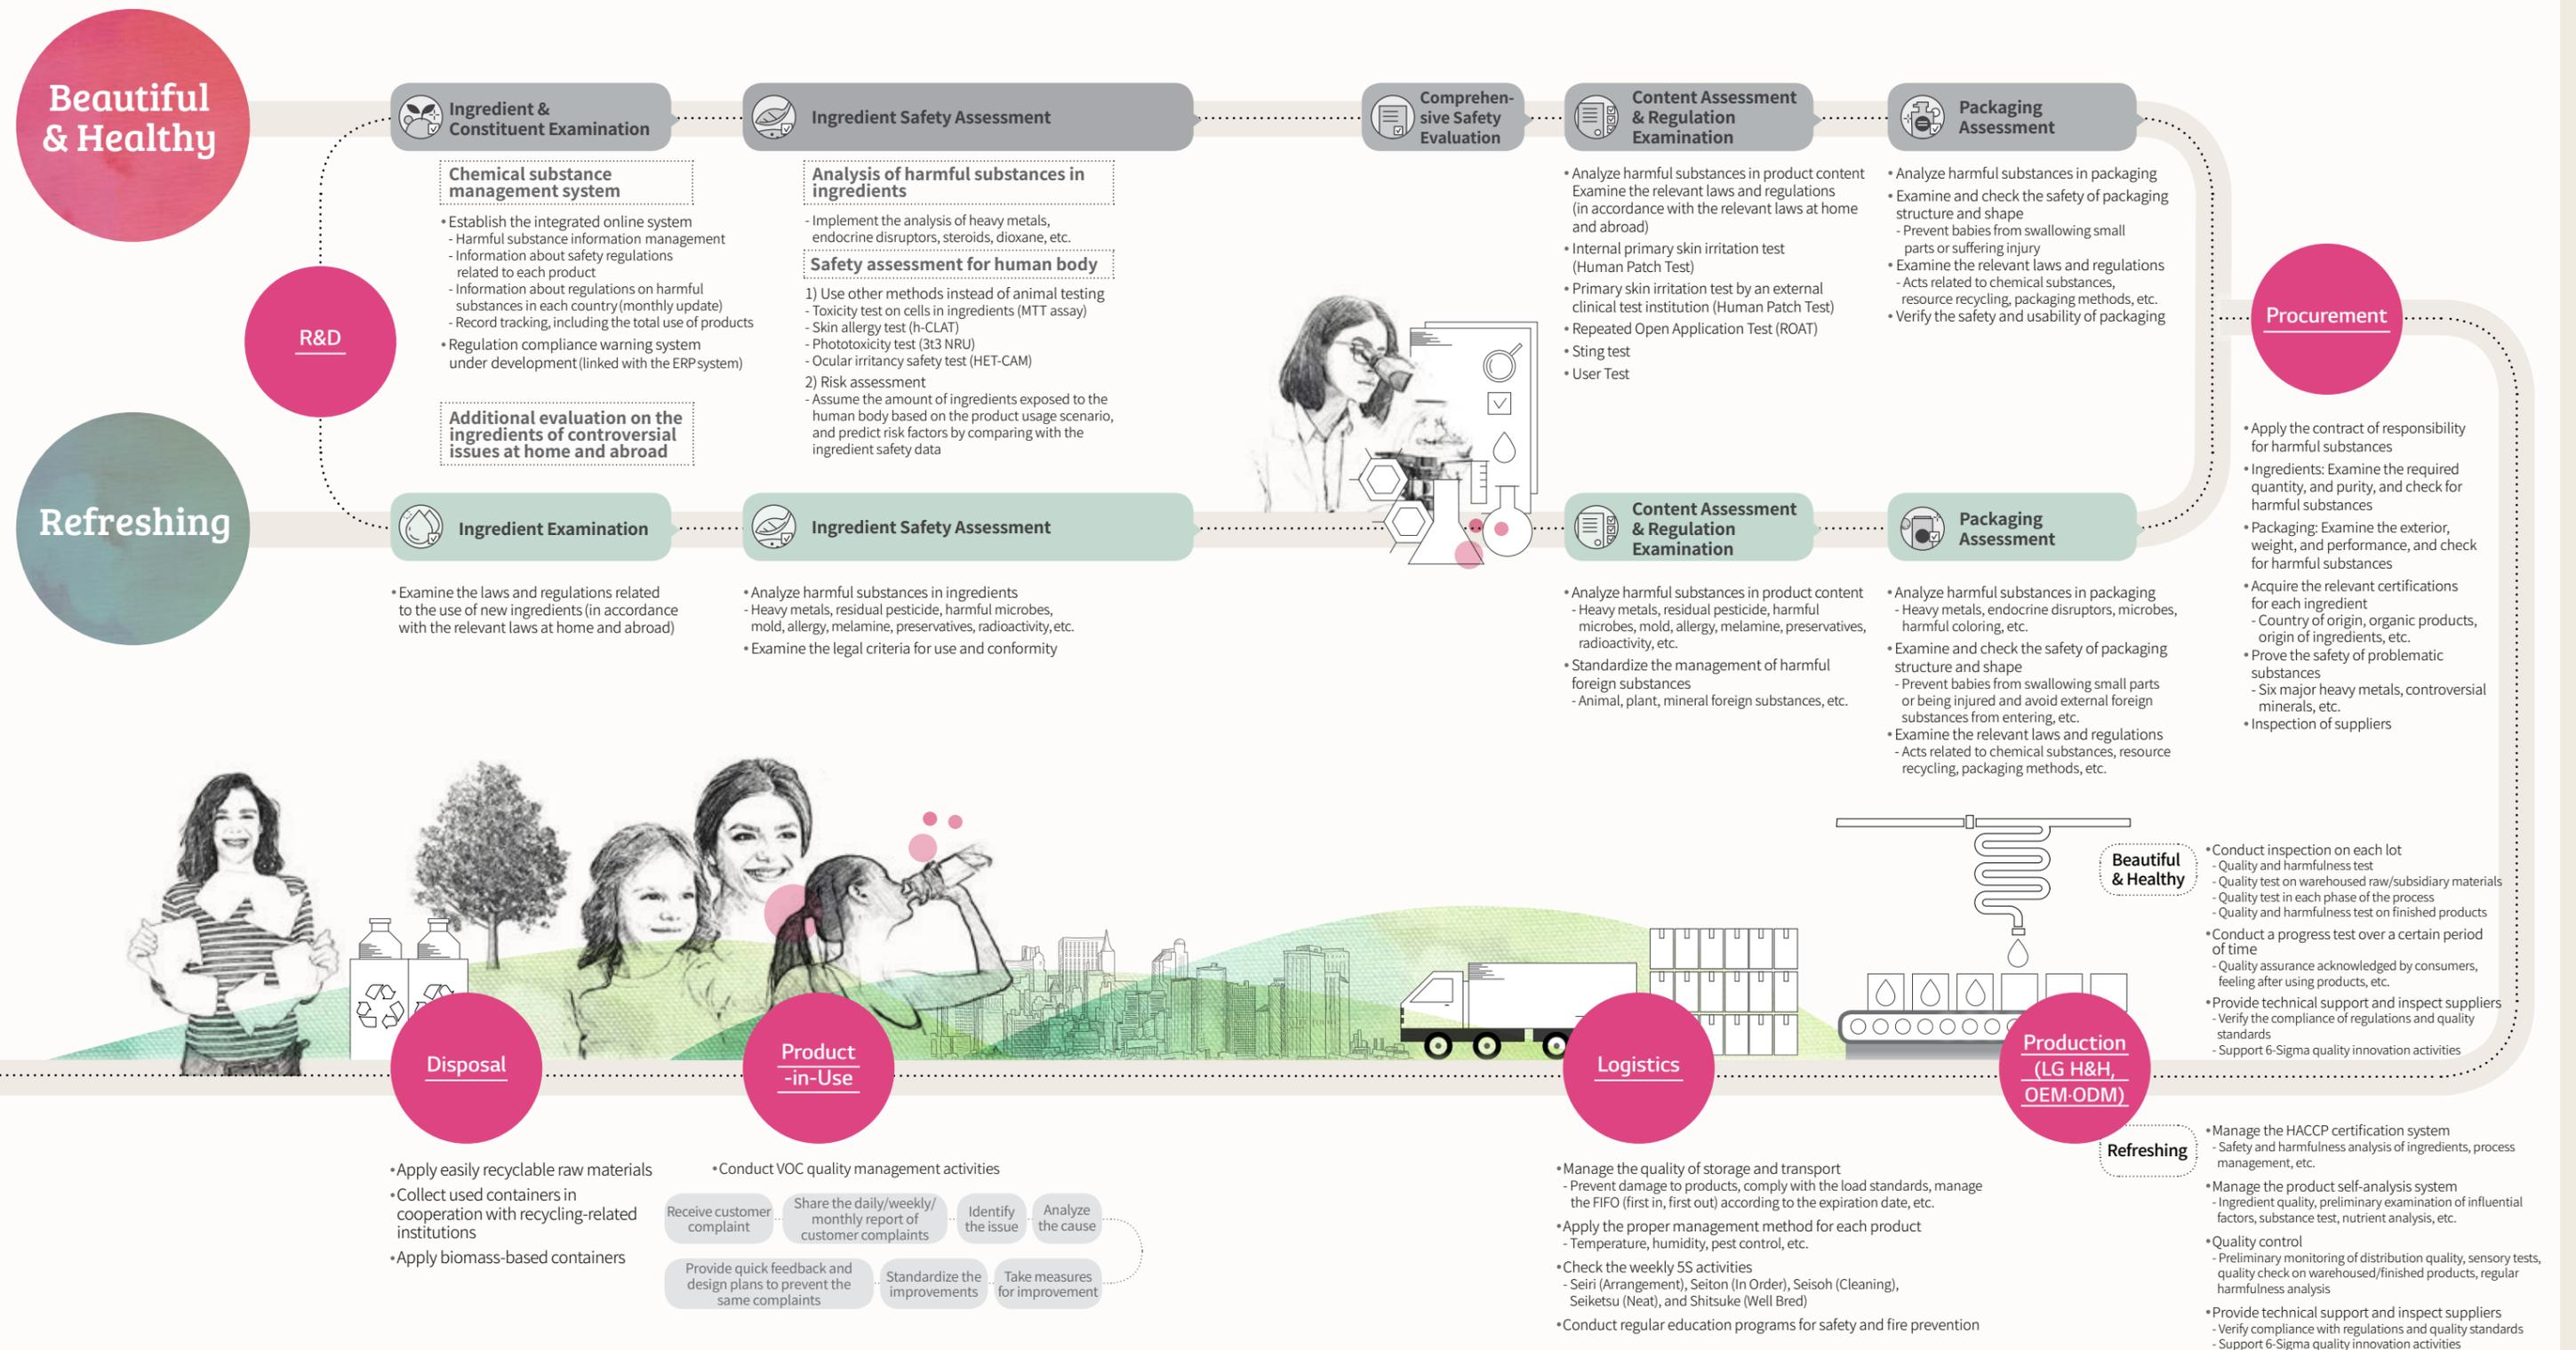 Beautiful
& Healthy
R&D
Refreshing
Ingredient &
Constituent Examination
Chemical substance
management system
• Establish the integrated online system
- Harmful substance information management
- Information about safety regulations
related to each product
- Information about regulations on harmful
substances in each country (monthly update)
- Record tracking, including the total use of products
• Regulation compliance warning system
under development (linked with the ERP system)
Additional evaluation on the
ingredients of controversial
issues at home and abroad
Ingredient Safety Assessment
Analysis of harmful substances in
ingredients
- Implement the analysis of heavy metals,
endocrine disruptors, steroids, dioxane, etc.
Safety assessment for human body
1) Use other methods instead of animal testing
- Toxicity test on cells in ingredients (MTT assay)
- Skin allergy test (h-CLAT)
- Phototoxicity test (3t3 NRU)
- Ocular irritancy safety test (HET-CAM)
2) Risk assessment
- Assume the amount of ingredients exposed to the
human body based on the product usage scenario,
and predict risk factors by comparing with the
ingredient safety data
Comprehen-
sive Safety
Evaluation
Content Assessment
& Regulation
Examination
• Analyze harmful substances in product content
Examine the relevant laws and regulations
(in accordance with the relevant laws at home
and abroad)
• Internal primary skin irritation test
(Human Patch Test)
• Primary skin irritation test by an external
clinical test institution (Human Patch Test)
• Repeated Open Application Test (ROAT)
• Sting test
• User Test
Packaging
Assessment
• Analyze harmful substances in packaging
• Examine and check the safety of packaging
structure and shape
- Prevent babies from swallowing small
parts or suffering injury
• Examine the relevant laws and regulations
- Acts related to chemical substances,
resource recycling, packaging methods, etc.
• Verify the safety and usability of packaging
Ingredient Examination
• Examine the laws and regulations related
to the use of new ingredients (in accordance
with the relevant laws at home and abroad)
Ingredient Safety Assessment
• Analyze harmful substances in ingredients
- Heavy metals, residual pesticide, harmful microbes,
mold, allergy, melamine, preservatives, radioactivity, etc.
• Examine the legal criteria for use and conformity
Content Assessment
& Regulation
Examination
• Analyze harmful substances in product content
- Heavy metals, residual pesticide, harmful
microbes, mold, allergy, melamine, preservatives,
radioactivity, etc.
• Standardize the management of harmful
foreign substances
- Animal, plant, mineral foreign substances, etc.
Packaging
Assessment
• Analyze harmful substances in packaging
- Heavy metals, endocrine disruptors, microbes,
harmful coloring, etc.
• Examine and check the safety of packaging
structure and shape
- Prevent babies from swallowing small parts
or being injured and avoid external foreign
substances from entering, etc.
• Examine the relevant laws and regulations
- Acts related to chemical substances, resource
recycling, packaging methods, etc.
Procurement
• Apply the contract of responsibility
for harmful substances
• Ingredients: Examine the required
quantity, and purity, and check for
harmful substances
• Packaging: Examine the exterior,
weight, and performance, and check
for harmful substances
• Acquire the relevant certifications
for each ingredient
- Country of origin, organic products,
origin of ingredients, etc.
• Prove the safety of problematic
substances
- Six major heavy metals, controversial
minerals, etc.
• Inspection of suppliers
Production
(LG H&H,
OEM·ODM)
Beautiful
& Healthy
• Conduct inspection on each lot
- Quality and harmfulness test
- Quality test on warehoused raw/subsidiary materials
- Quality test in each phase of the process
- Quality and harmfulness test on finished products
• Conduct a progress test over a certain period
of time
- Quality assurance acknowledged by consumers,
feeling after using products, etc.
• Provide technical support and inspect suppliers
- Verify the compliance of regulations and quality
standards
- Support 6-Sigma quality innovation activities
Refreshing
• Manage the HACCP certification system
- Safety and harmfulness analysis of ingredients, process
management, etc.
• Manage the product self-analysis system
- Ingredient quality, preliminary examination of influential
factors, substance test, nutrient analysis, etc.
• Quality control
- Preliminary monitoring of distribution quality, sensory tests,
quality check on warehoused/finished products, regular
harmfulness analysis
• Provide technical support and inspect suppliers
- Verify compliance with regulations and quality standards
- Support 6-Sigma quality innovation activities
Logistics
• Manage the quality of storage and transport
- Prevent damage to products, comply with the load standards, manage
the FIFO (first in, first out) according to the expiration date, etc.
• Apply the proper management method for each product
- Temperature, humidity, pest control, etc.
• Check the weekly 5S activities
- Seiri (Arrangement), Seiton (In Order), Seisoh (Cleaning),
Seiketsu (Neat), and Shitsuke (Well Bred)
• Conduct regular education programs for safety and fire prevention
Product
-in-Use
• Conduct VOC quality management activities
Receive customer
complaint
Share the daily/weekly/
monthly report of
customer complaints
Identify
the issue
Analyze
the cause
Take measures
for improvement
Standardize the
improvements
Provide quick feedback and
design plans to prevent the
same complaints
Disposal
• Apply easily recyclable raw materials
• Collect used containers in
cooperation with recycling-related
institutions
• Apply biomass-based containers